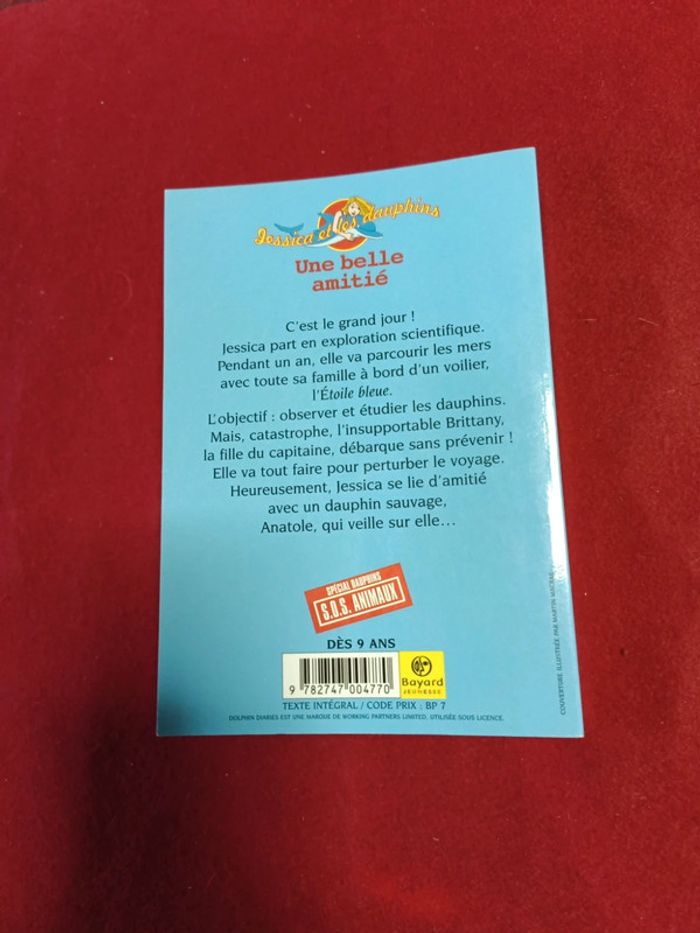 Jessica et les dauphins
Une belle
amitié
C'est le grand jour !
Jessica part en exploration scientifique.
Pendant un an, elle va parcourir les mers
avec toute sa famille à bord d'un voilier,
l'Étoile bleue.
L'objectif : observer et étudier les dauphins.
Mais, catastrophe, l'insupportable Brittany,
la fille du capitaine, débarque sans prévenir !
Elle va tout faire pour perturber le voyage.
Heureusement, Jessica se lie d'amitié
avec un dauphin sauvage,
Anatole, qui veille sur elle…
SPÉCIAL DAUPHINS
S.O.S. ANIMAUX
DÈS 9 ANS
9 782747 004770
Bayard
JEUNESSE
TEXTE INTÉGRAL / CODE PRIX : BP 7
DOLPHIN DIARIES EST UNE MARQUE DE WORKING PARTNERS LIMITED, UTILISÉE SOUS LICENCE.
COUVERTURE ILLUSTRÉE PAR MARTIN MACRAE